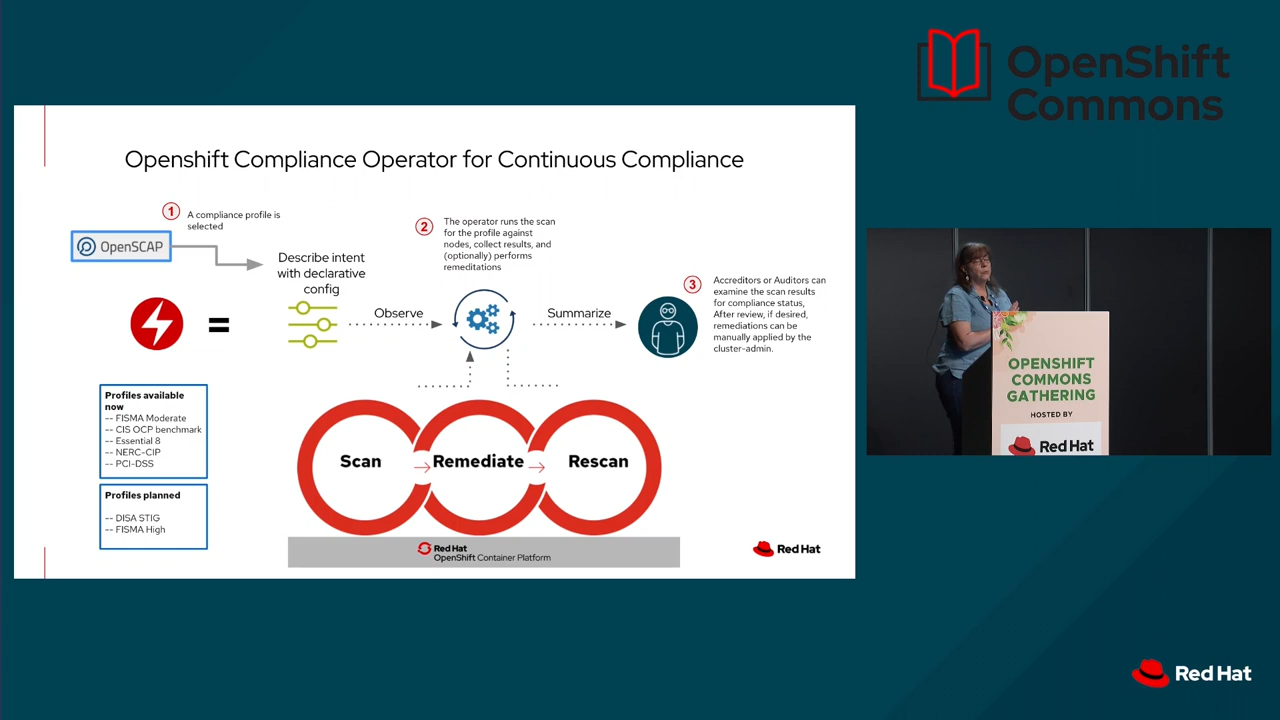 OpenShift
Commons
Openshift Compliance Operator for Continuous Compliance
1
A compliance profile is
selected
OpenSCAP
Describe intent
with declarative
config
=
Observe
2
The operator runs the scan
for the profile against
nodes, collect results, and
(optionally) performs
remeditations
Summarize
3
Accreditors or Auditors can
examine the scan results
for compliance status,
After review, if desired,
remediations can be
manually applied by the
cluster-admin.
Profiles available
now
-- FISMA Moderate
-- CIS OCP benchmark
-- Essential 8
-- NERC-CIP
-- PCI-DSS
Profiles planned
-- DISA STIG
-- FISMA High
Scan
Remediate
Rescan
Red Hat
OpenShift Container Platform
Red Hat
OPENSHIFT
COMMONS
GATHERING
HOSTED BY
Red Hat
Red Hat